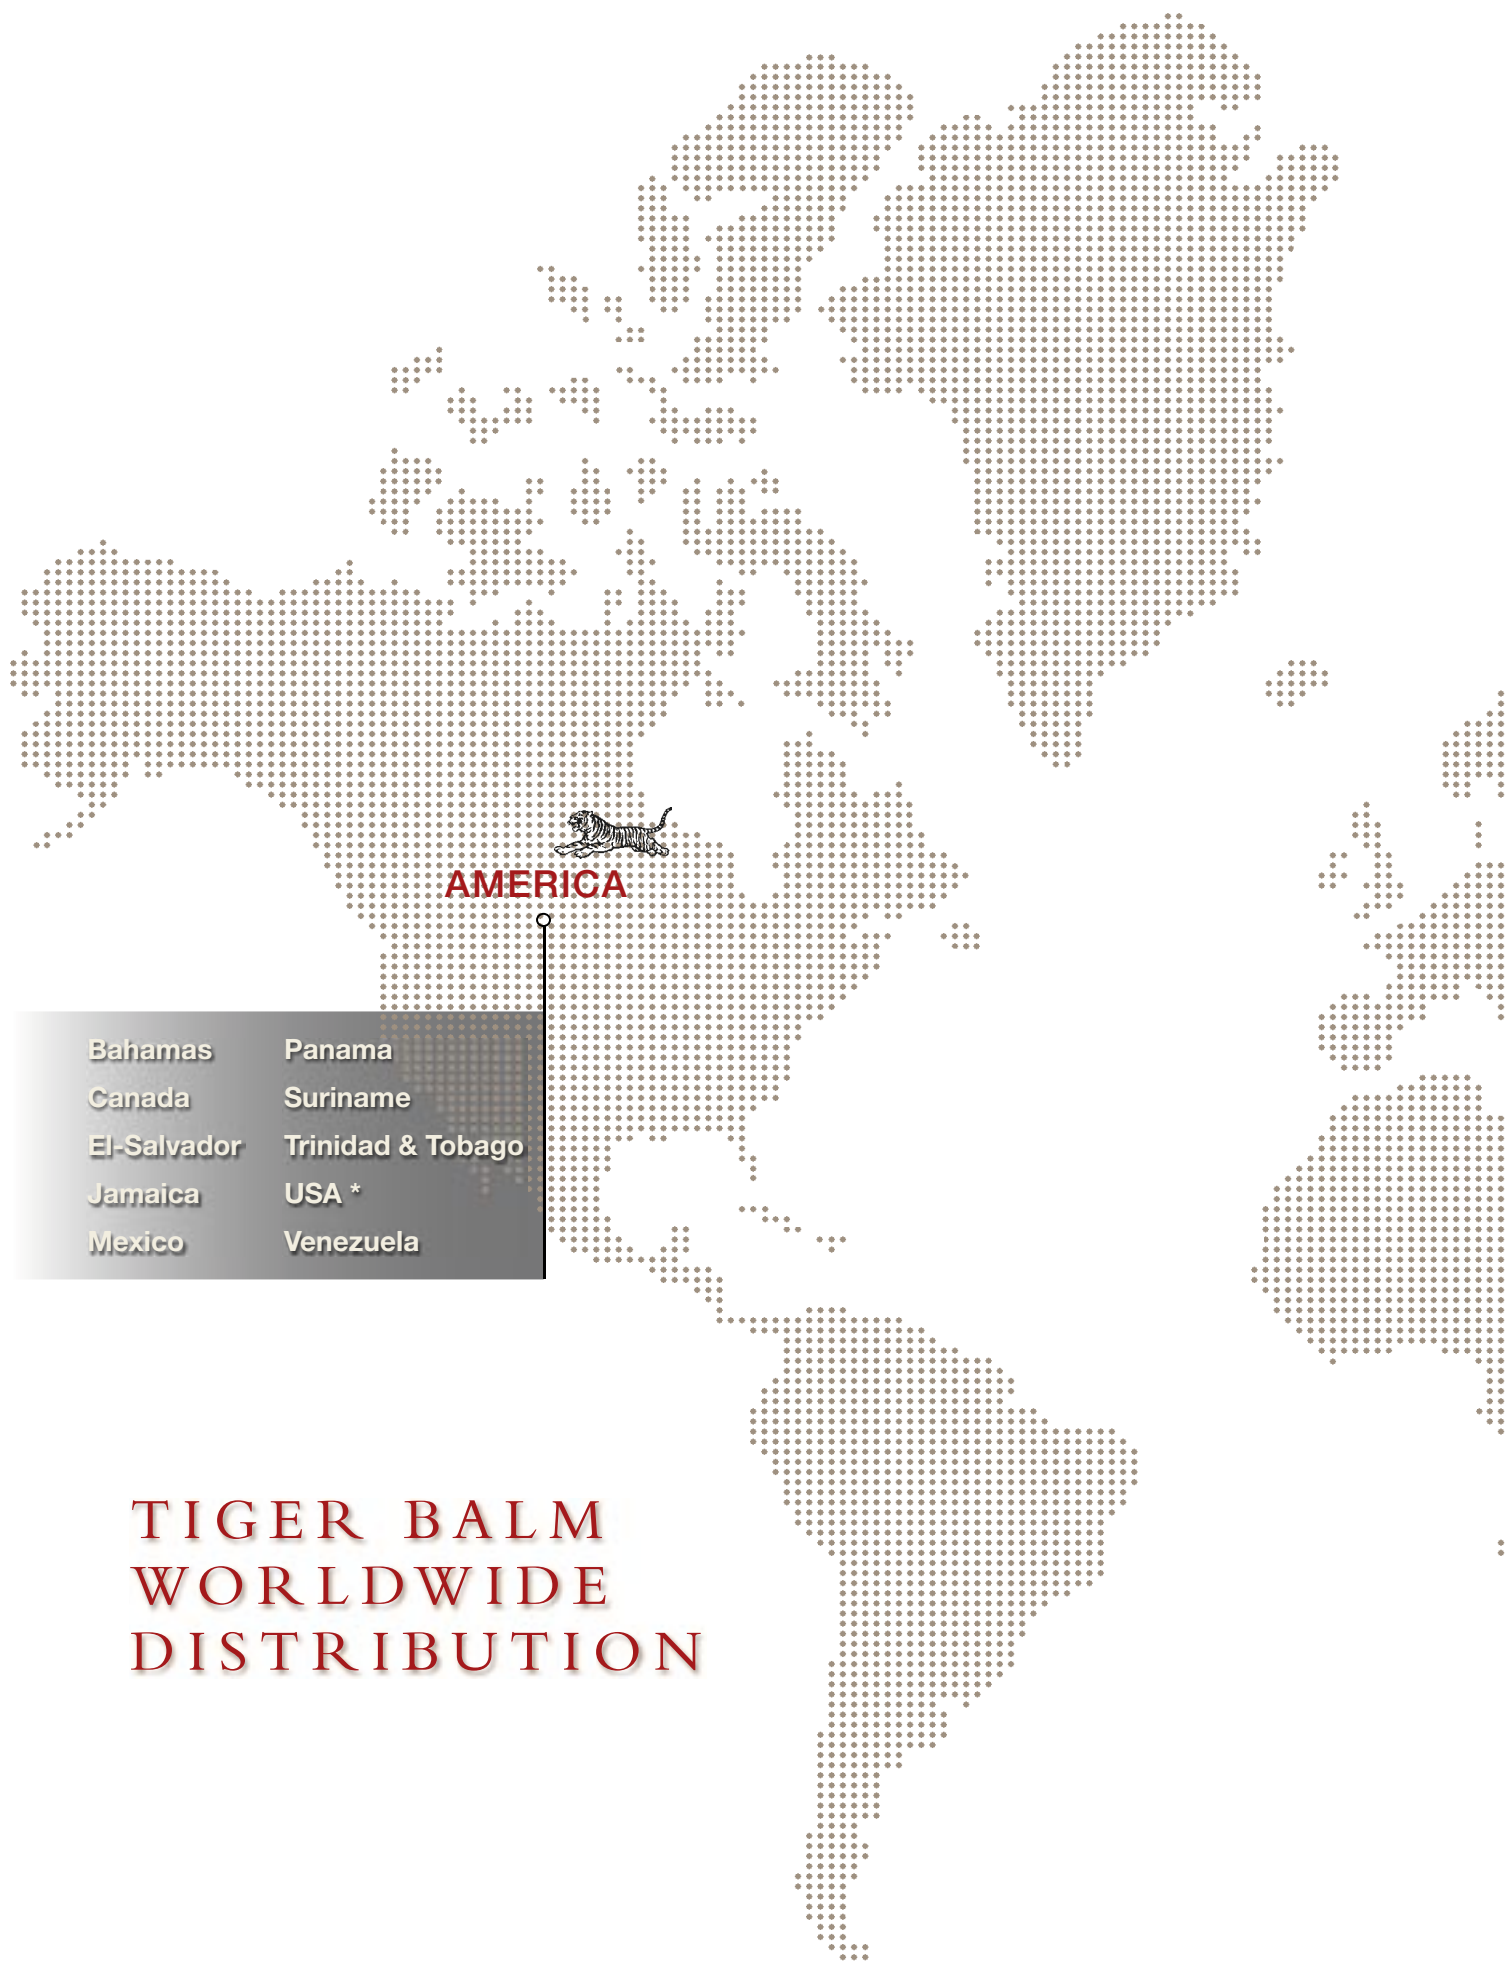 AMERICA
Bahamas
Canada
El-Salvador
Jamaica
Mexico
Panama
Suriname
Trinidad & Tobago
USA *
Venezuela
TIGER BALM
WORLDWIDE
DISTRIBUTION